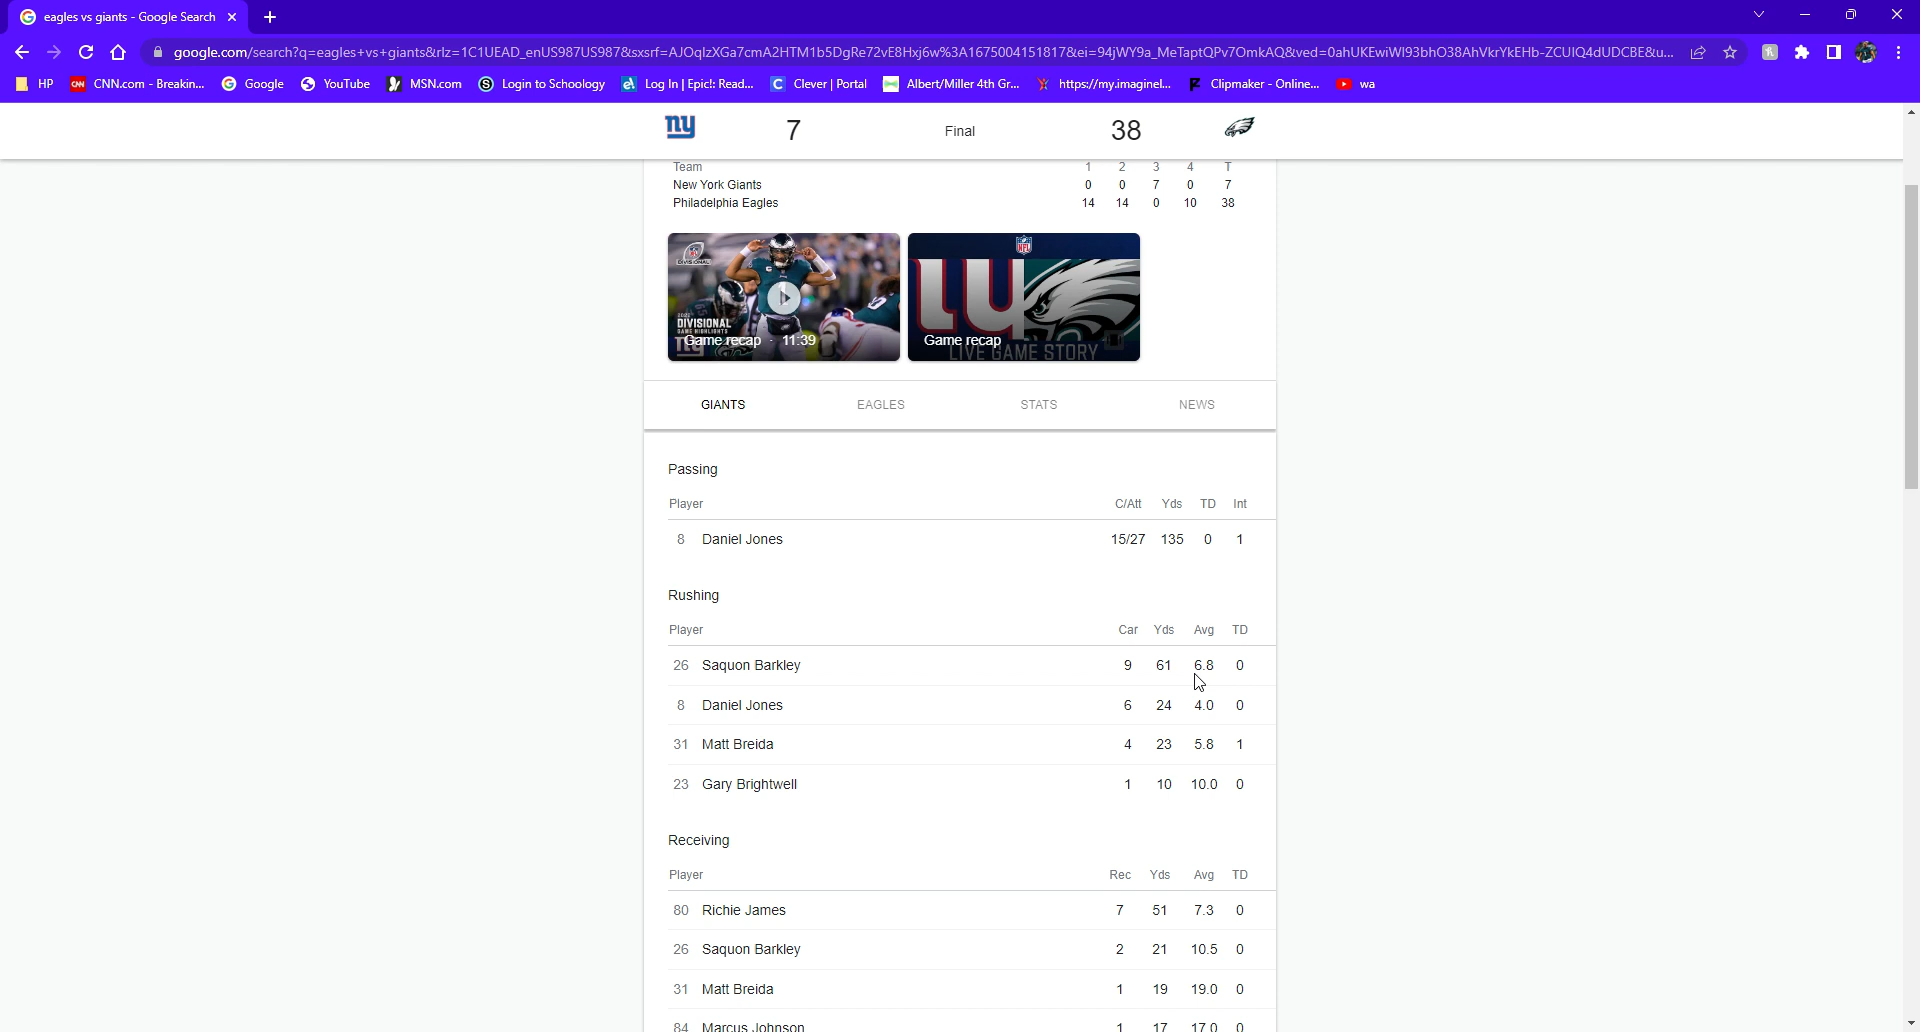 eagles vs giants - Google Search
google.com/search?q=eagles+vs+giants&rlz=1C1UEAD_enUS987US987&sxsrf=AJOqlzXGa7cmA2HTM1b5DgRe72vE8Hxj6w%3A1675004151817&ei=94jWY9a_MeTaptQPv7OmkAQ&ved=0ahUKEwiWl93bhO38AhVkrYkEHb-ZCUIQ4dUDCBE&u...
HP CNN.com - Breakin... Google YouTube MSN.com Login to Schoology Log In | Epic!: Read... Clever | Portal Albert/Miller 4th Gr... https://my.imaginel... Clipmaker - Online... wa
ny 7 Final 38
Team 1 2 3 4 T
New York Giants 0 0 7 0 7
Philadelphia Eagles 14 14 0 10 38
DIVISIONAL
2022
DIVISIONAL
GAME HIGHLIGHTS
Game recap · 11:39
NFL
Game recap
LIVE GAME STORY
GIANTS EAGLES STATS NEWS
Passing
Player C/Att Yds TD Int
8 Daniel Jones 15/27 135 0 1
Rushing
Player Car Yds Avg TD
26 Saquon Barkley 9 61 6.8 0
8 Daniel Jones 6 24 4.0 0
31 Matt Breida 4 23 5.8 1
23 Gary Brightwell 1 10 10.0 0
Receiving
Player Rec Yds Avg TD
80 Richie James 7 51 7.3 0
26 Saquon Barkley 2 21 10.5 0
31 Matt Breida 1 19 19.0 0
84 Marcus Johnson 1 17 17.0 0